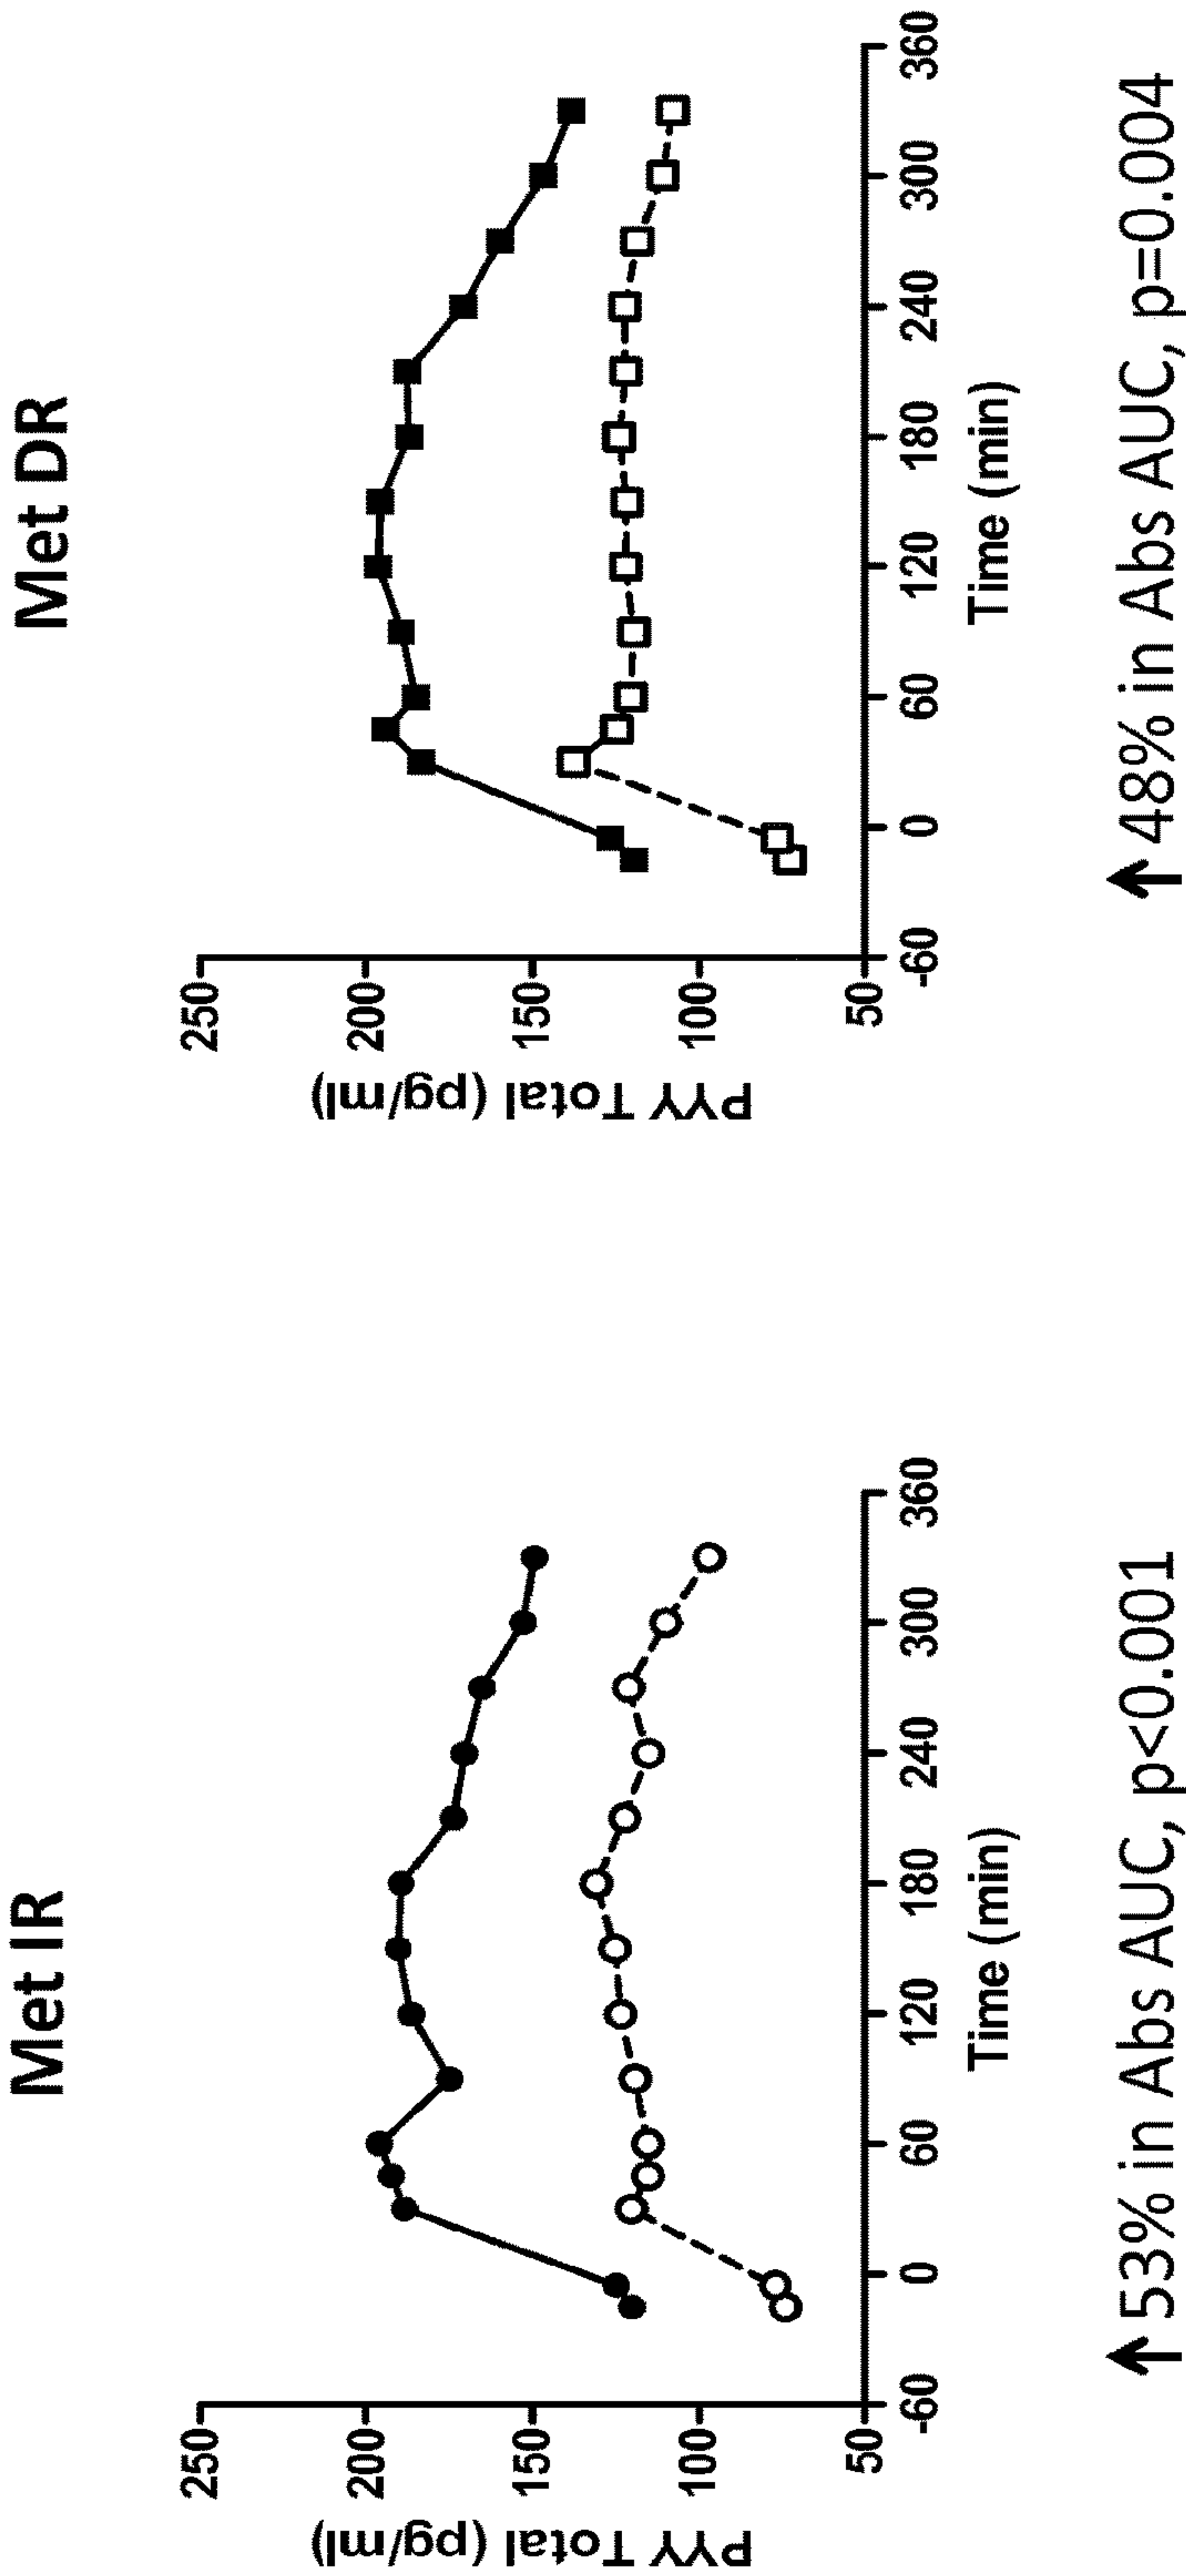 Met IR
PYY Total (pg/ml)
250
200
150
100
50
-60 0 60 120 180 240 300 360
Time (min)
↑ 53% in Abs AUC, p<0.001
Met DR
PYY Total (pg/ml)
250
200
150
100
50
-60 0 60 120 180 240 300 360
Time (min)
↑ 48% in Abs AUC, p=0.004